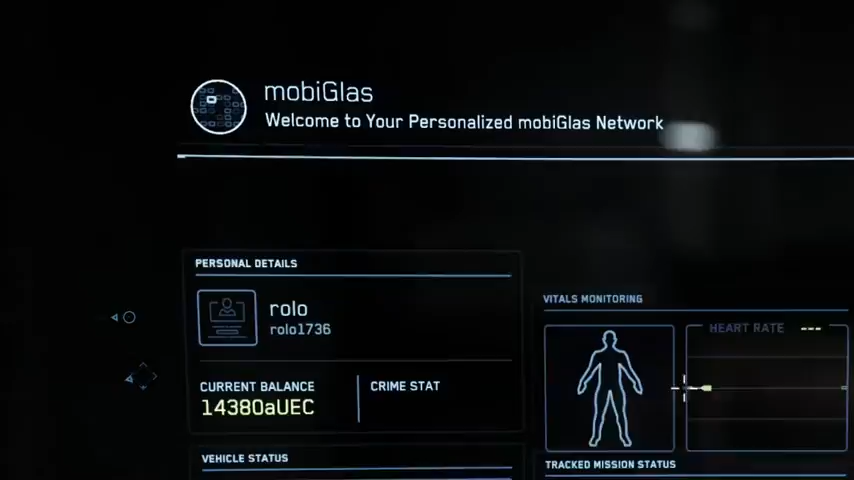 mobiGlas
Welcome to Your Personalized mobiGlas Network
PERSONAL DETAILS
rolo
rolo1736
CURRENT BALANCE
14380aUEC
CRIME STAT
VEHICLE STATUS
VITALS MONITORING
HEART RATE ---
TRACKED MISSION STATUS